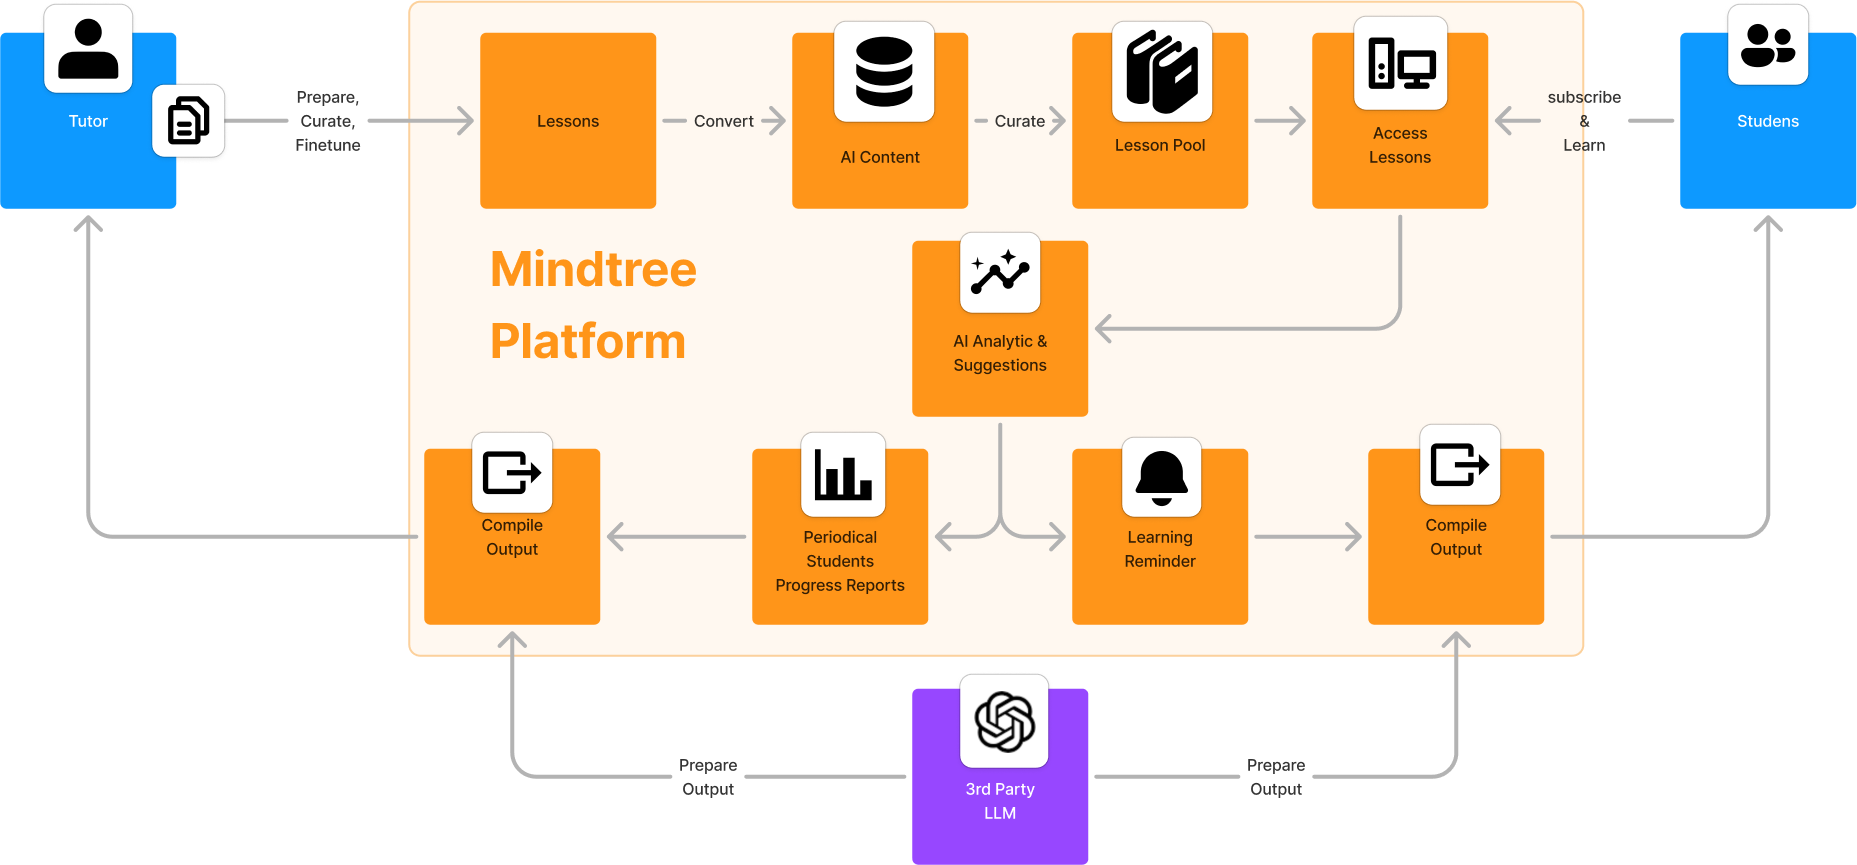 Tutor
Prepare,
Curate,
Finetune
Lessons
Convert
AI Content
Curate
Lesson Pool
Access
Lessons
subscribe
&
Learn
Studens
Mindtree
Platform
AI Analytic &
Suggestions
Compile
Output
Periodical
Students
Progress Reports
Learning
Reminder
Compile
Output
Prepare
Output
3rd Party
LLM
Prepare
Output